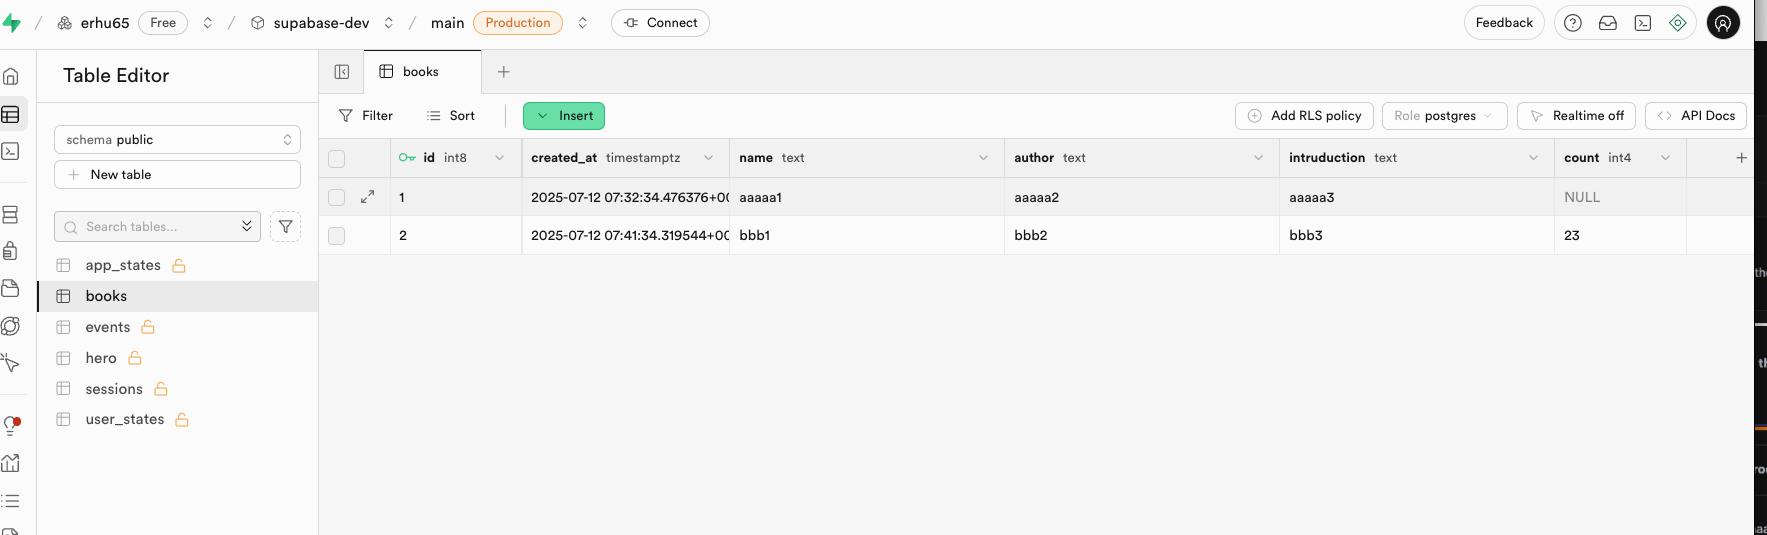 erhu65 Free supabase-dev main Production Connect Feedback
Table Editor
books
schema public
New table
Search tables...
app_states
books
events
hero
sessions
user_states
Filter Sort Insert Add RLS policy Role postgres Realtime off API Docs
id int8 created_at timestamptz name text author text intruduction text count int4
1 2025-07-12 07:32:34.476376+00 aaaaa1 aaaaa2 aaaaa3 NULL
2 2025-07-12 07:41:34.319544+00 bbb1 bbb2 bbb3 23